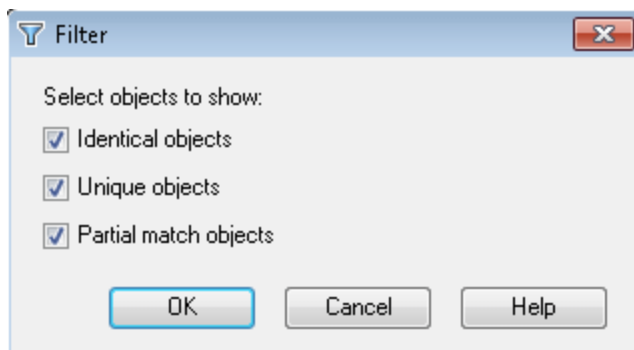 Filter
Select objects to show:
Identical objects
Unique objects
Partial match objects
OK Cancel Help